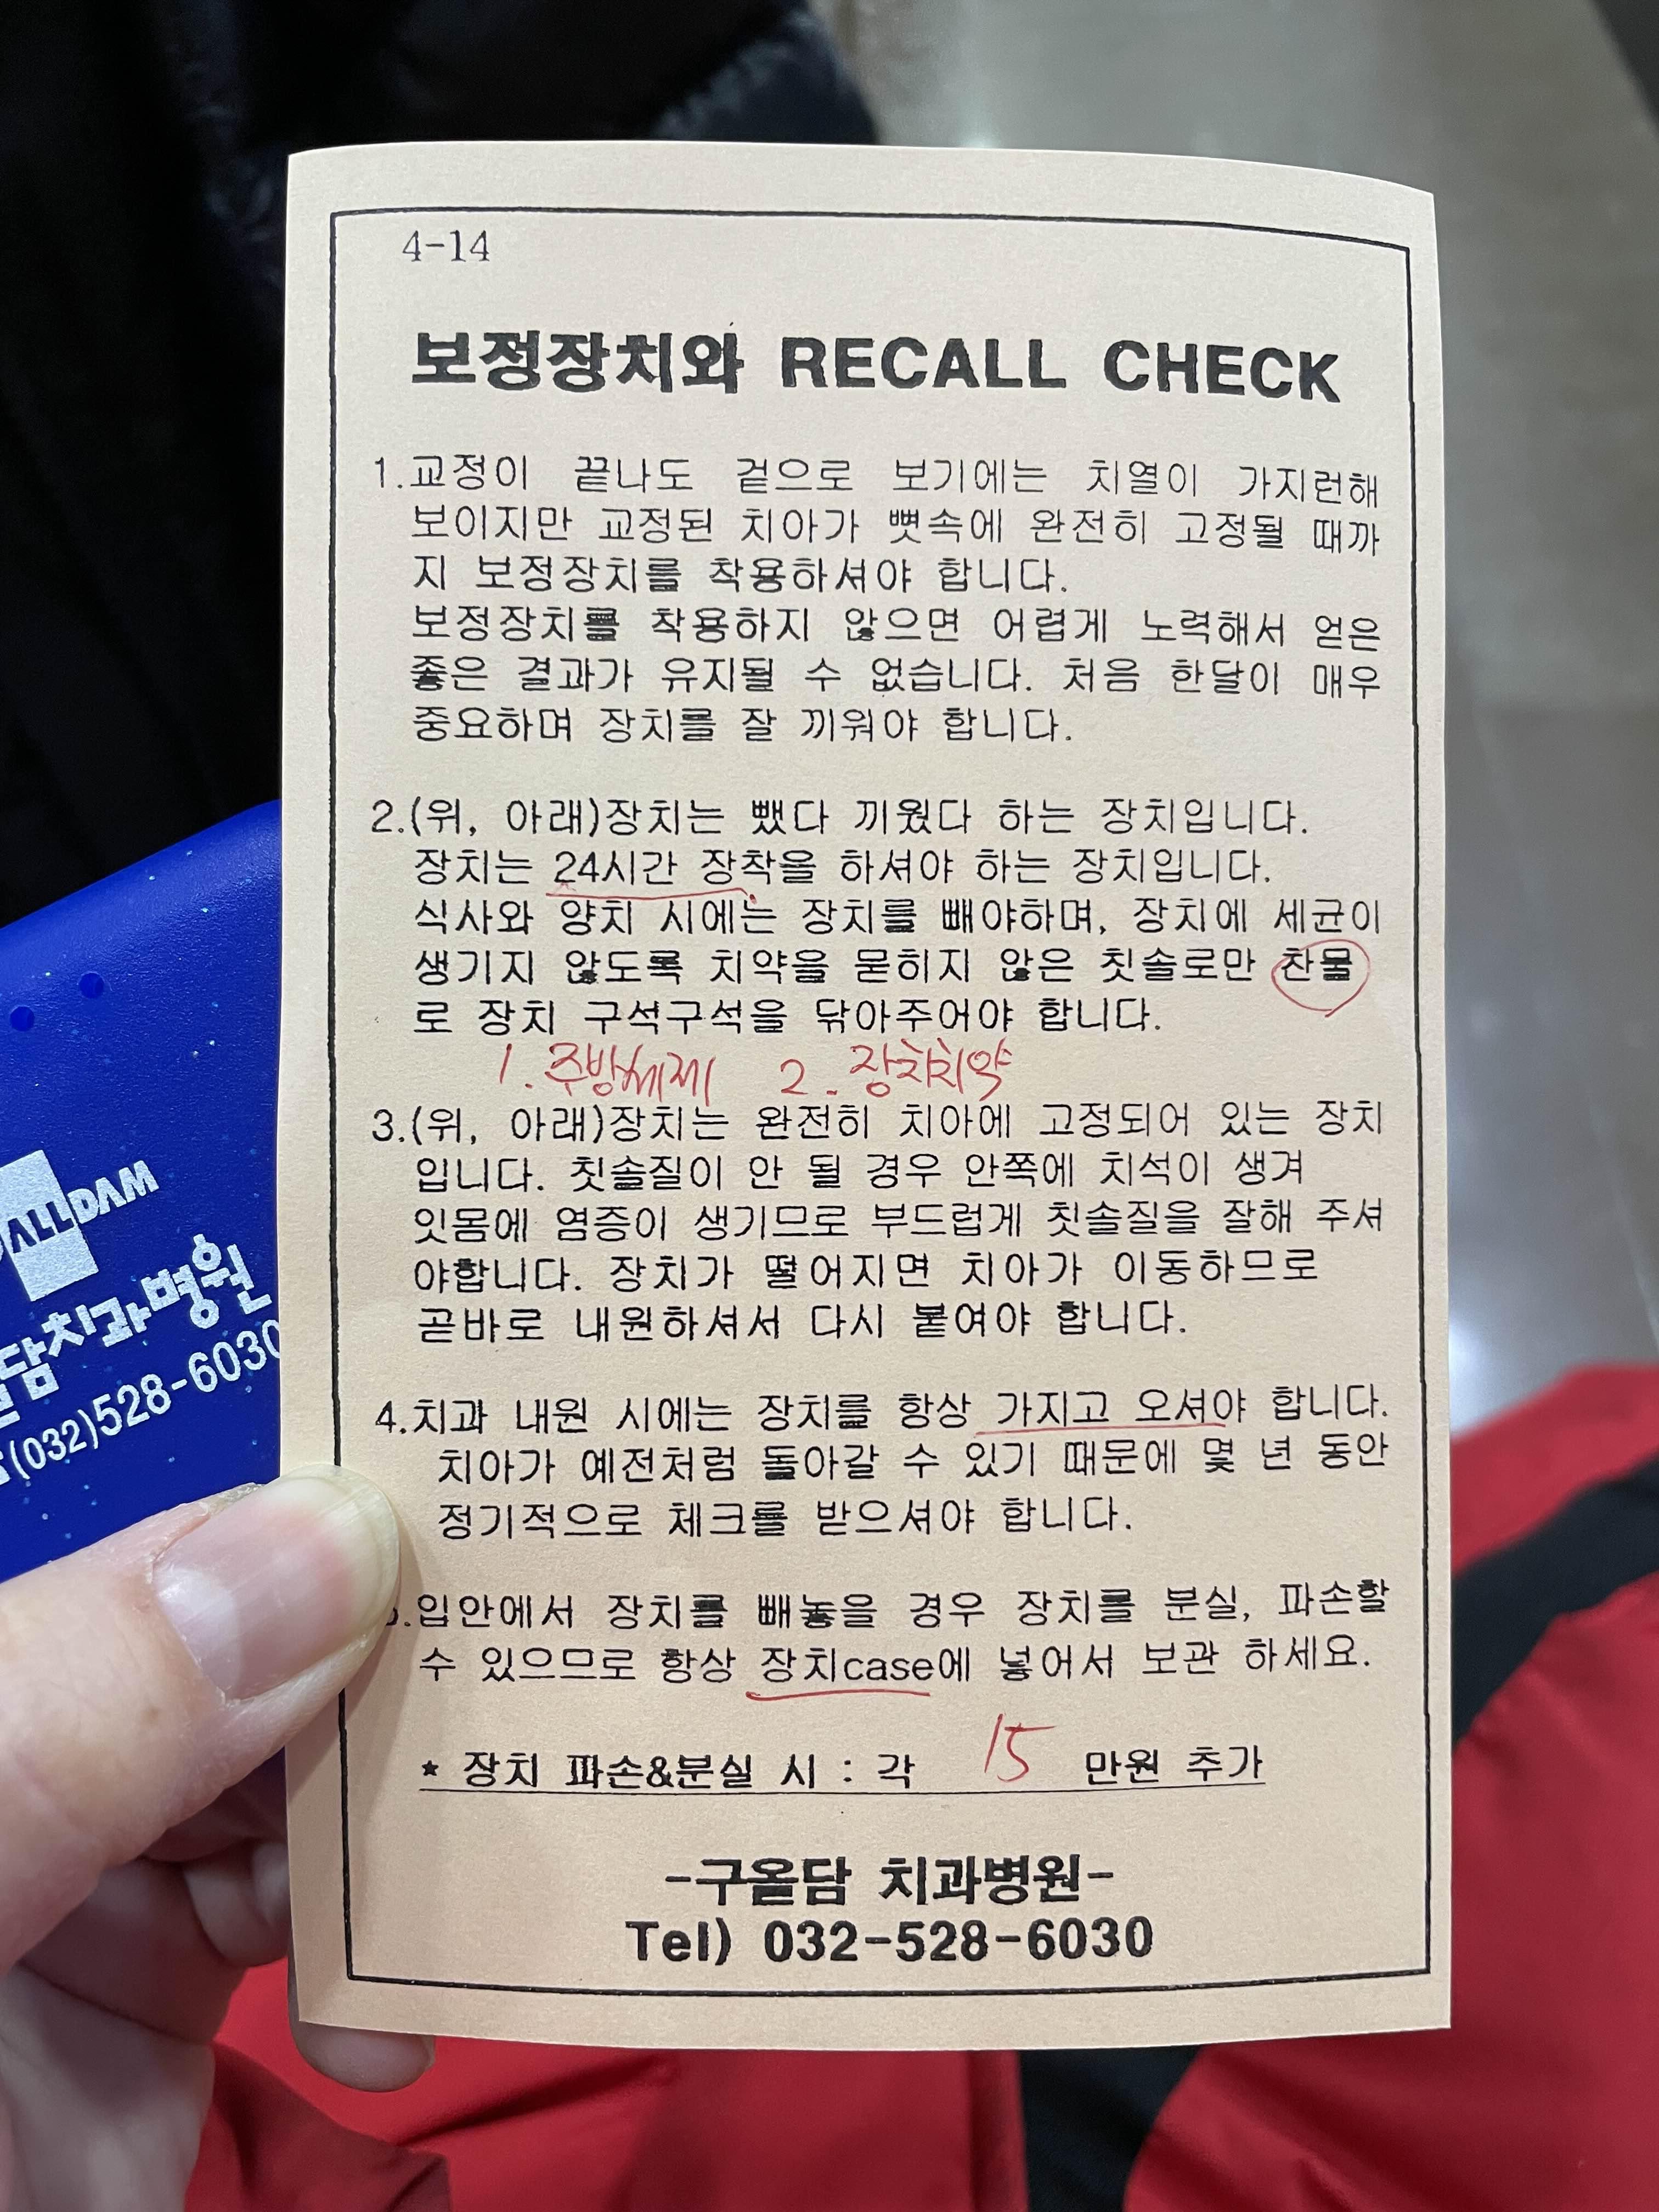 4-14
보정장치와 RECALL CHECK
1.교정이 끝나도 겉으로 보기에는 치열이 가지런해
보이지만 교정된 치아가 뼛속에 완전히 고정될 때까
지 보정장치를 착용하셔야 합니다.
보정장치를 착용하지 않으면 어렵게 노력해서 얻은
좋은 결과가 유지될 수 없습니다. 처음 한달이 매우
중요하며 장치를 잘 끼워야 합니다.
2.(위, 아래)장치는 뺐다 끼웠다 하는 장치입니다.
장치는 24시간 장착을 하셔야 하는 장치입니다.
식사와 양치 시에는 장치를 빼야하며, 장치에 세균이
생기지 않도록 치약을 묻히지 않은 칫솔로만 찬물
로 장치 구석구석을 닦아주어야 합니다.
1. 주방세제 2. 장치치약
3.(위, 아래)장치는 완전히 치아에 고정되어 있는 장치
입니다. 칫솔질이 안 될 경우 안쪽에 치석이 생겨
잇몸에 염증이 생기므로 부드럽게 칫솔질을 잘해 주셔
야합니다. 장치가 떨어지면 치아가 이동하므로
곧바로 내원하셔서 다시 붙여야 합니다.
4.치과 내원 시에는 장치를 항상 가지고 오셔야 합니다.
치아가 예전처럼 돌아갈 수 있기 때문에 몇 년 동안
정기적으로 체크를 받으셔야 합니다.
.입안에서 장치를 빼놓을 경우 장치를 분실, 파손할
수 있으므로 항상 장치case에 넣어서 보관 하세요.
* 장치 파손&분실 시 : 각 15 만원 추가
-구올담 치과병원-
Tel) 032-528-6030
ALLDAM
담치과병원
(032)528-6030